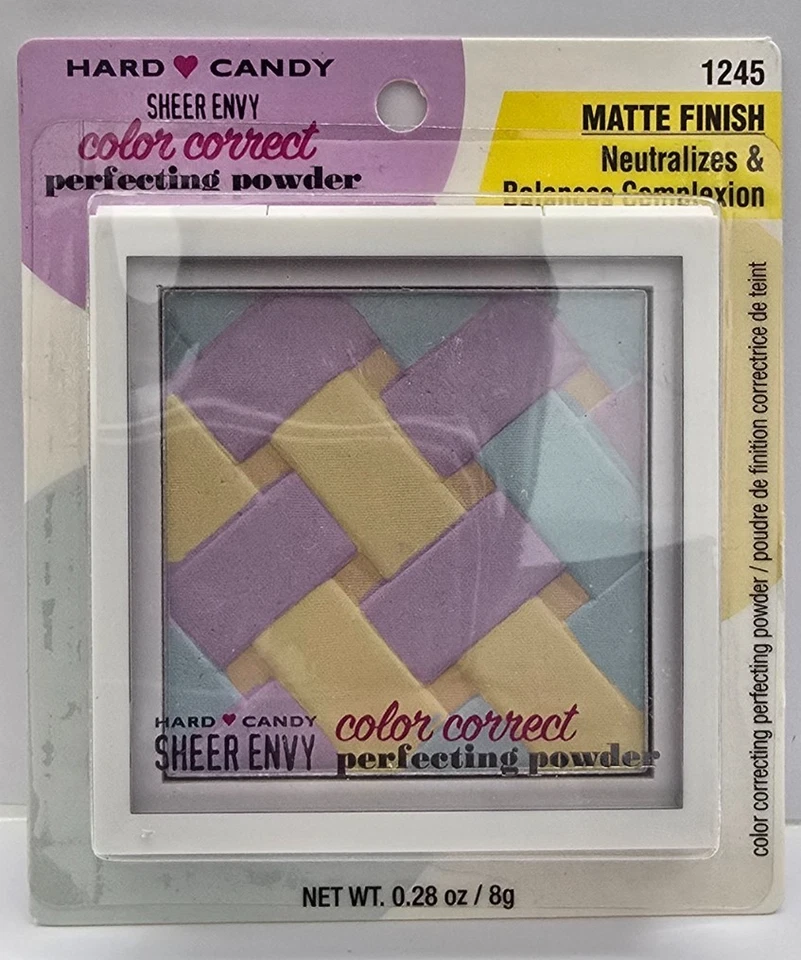 HARD ♥ CANDY
SHEER ENVY
color correct
perfecting powder
1245
MATTE FINISH
Neutralizes &
Balances Complexion
color correcting perfecting powder / poudre de finition correctrice de teint
HARD ♥ CANDY
SHEER ENVY
color correct
perfecting powder
NET WT. 0.28 oz / 8g